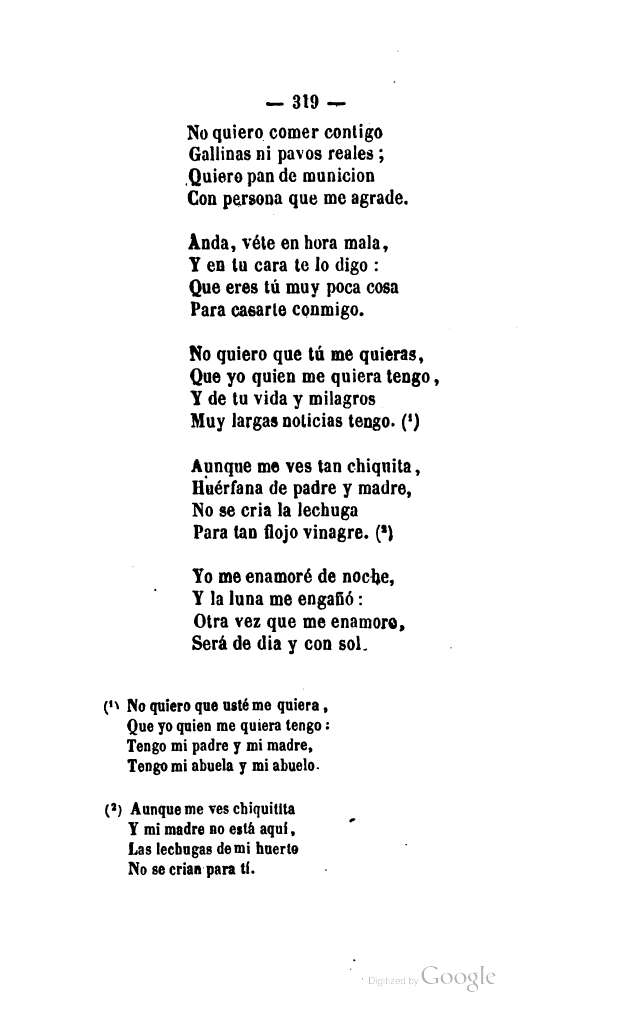 — 319 —
No quiero comer contigo
Gallinas ni pavos reales ;
Quiero pan de municion
Con persona que me agrade.
Anda, véte en hora mala,
Y en tu cara te lo digo :
Que eres tú muy poca cosa
Para casarte conmigo.
No quiero que tú me quieras,
Que yo quien me quiera tengo,
Y de tu vida y milagros
Muy largas noticias tengo. (¹)
Aunque me ves tan chiquita,
Huérfana de padre y madre,
No se cria la lechuga
Para tan flojo vinagre. (²)
Yo me enamoré de noche,
Y la luna me engañó :
Otra vez que me enamore,
Será de dia y con sol.
(¹) No quiero que usté me quiera,
Que yo quien me quiera tengo :
Tengo mi padre y mi madre,
Tengo mi abuela y mi abuelo.
(²) Aunque me ves chiquitita
Y mi madre no está aquí,
Las lechugas de mi huerto
No se crian para tí.
Digitized by Google